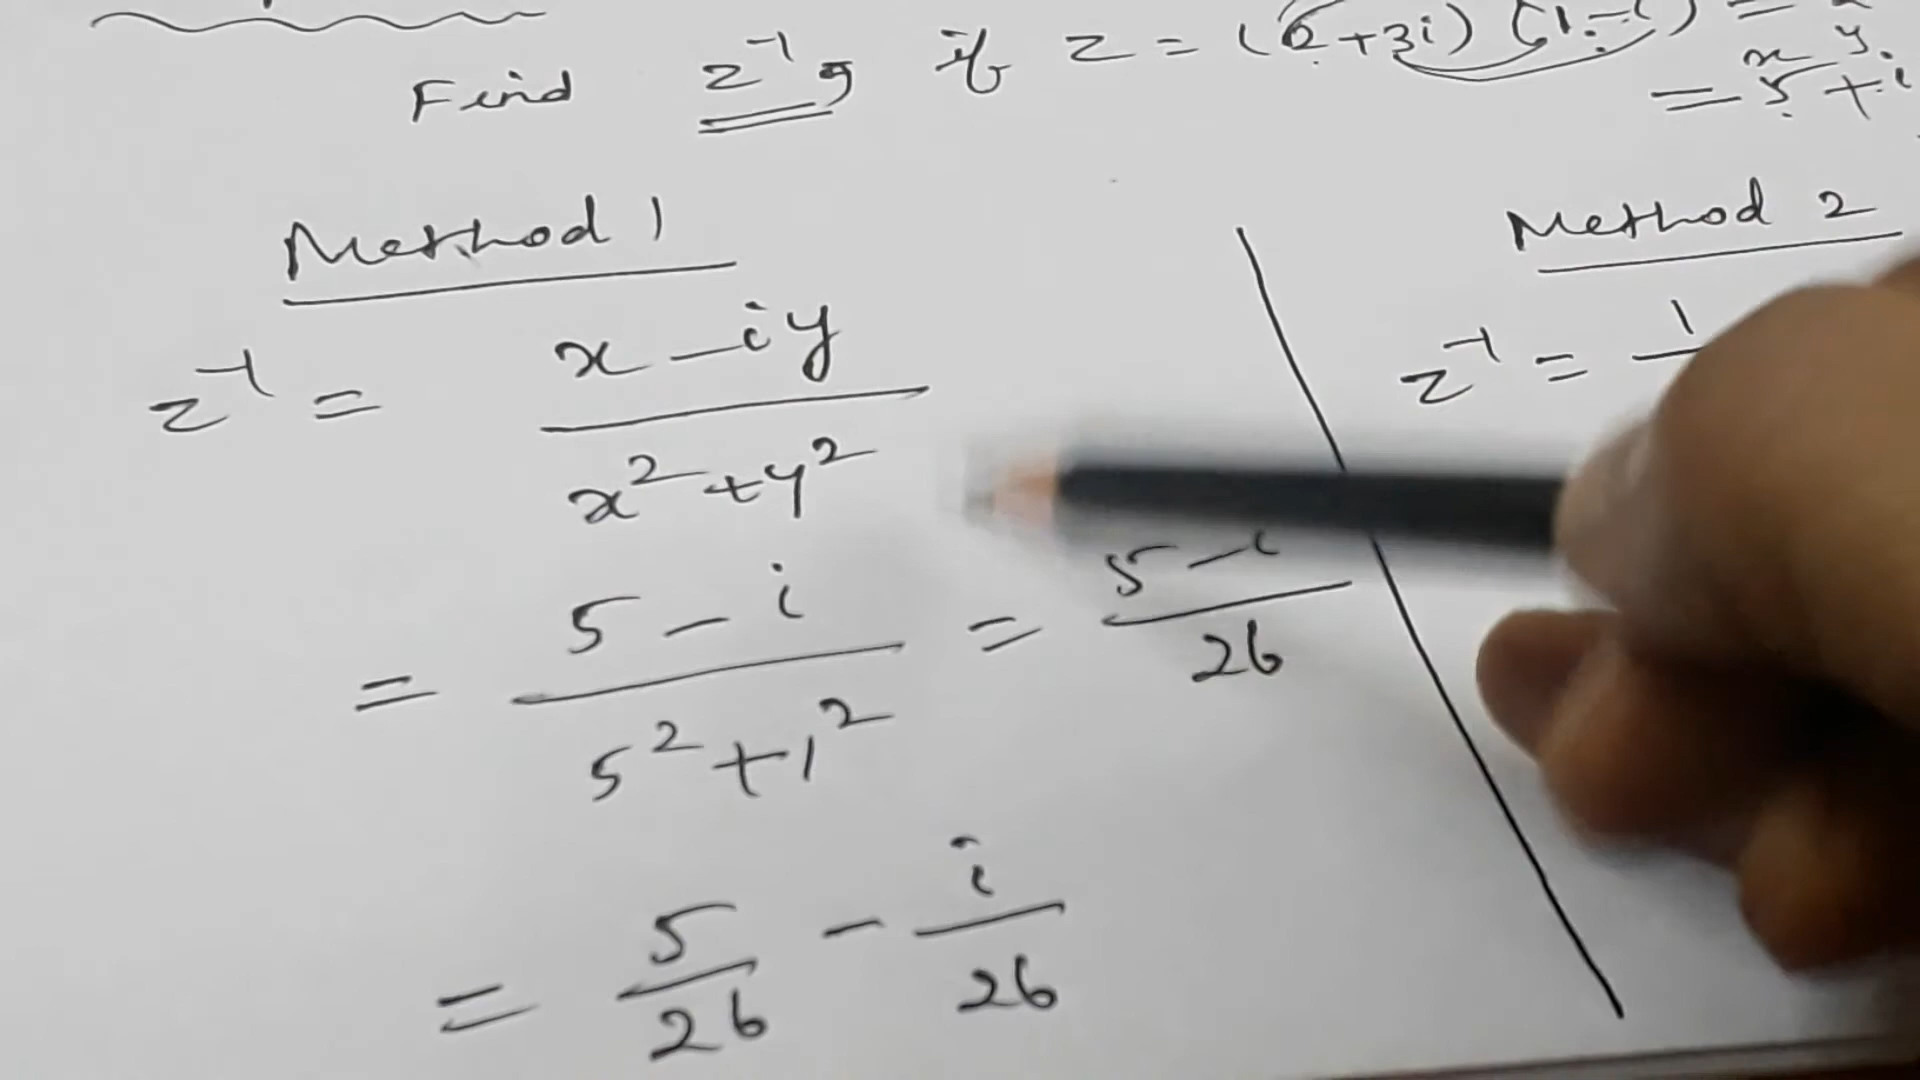 Find z⁻¹, if z = (2+3i) (1-i) =
x y
= 5 + i
Method 1
z⁻¹ = x - iy / x² + y²
= 5 - i / 5² + 1² = 5 - i / 26
= 5/26 - i/26
Method 2
z⁻¹ = 1